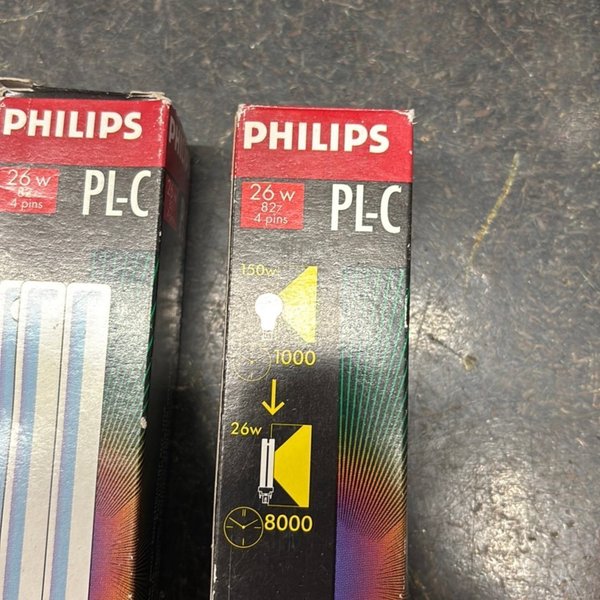 PHILIPS
26 w
827
4 pins
PL-C
PHILIPS
26 w
827
4 pins
PL-C
150w
1000
26w
8000